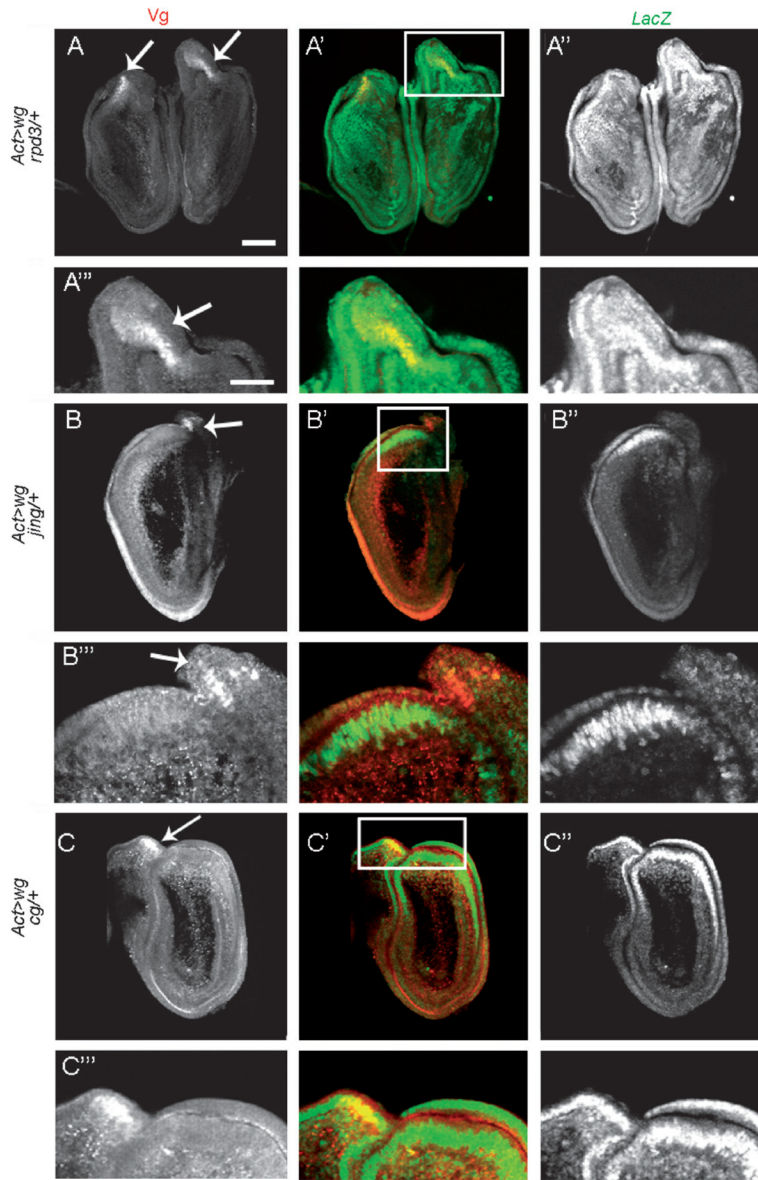 Vg
LacZ
Act>wg
rpd3/+
A
A'
A''
A'''
Act>wg
jing/+
B
B'
B''
B'''
Act>wg
cg/+
C
C'
C''
C'''